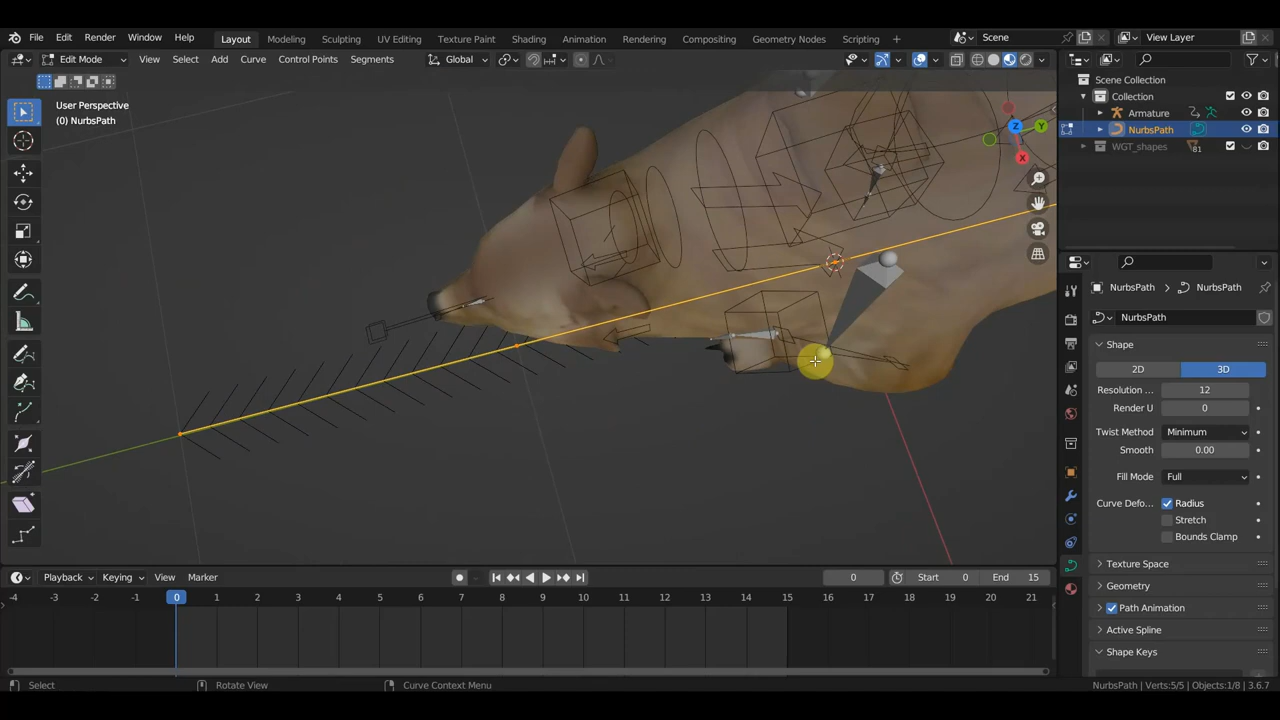 File Edit Render Window Help Layout Modeling Sculpting UV Editing Texture Paint Shading Animation Rendering Compositing Geometry Nodes Scripting + Scene View Layer
Edit Mode View Select Add Curve Control Points Segments Global
User Perspective
(0) NurbsPath
Z Y
X
Scene Collection
Collection
Armature
NurbsPath
WGT_shapes 81
NurbsPath > NurbsPath
NurbsPath
Shape
2D 3D
Resolution ... 12
Render U 0
Twist Method Minimum
Smooth 0.00
Fill Mode Full
Curve Defo... Radius
Stretch
Bounds Clamp
Texture Space
Geometry
Path Animation
Active Spline
Shape Keys
Playback Keying View Marker 0 Start 0 End 15
-4 -3 -2 -1 0 1 2 3 4 5 6 7 8 9 10 11 12 13 14 15 16 17 18 19 20 21
Select Rotate View Curve Context Menu NurbsPath | Verts:5/5 | Objects:1/8 | 3.6.7